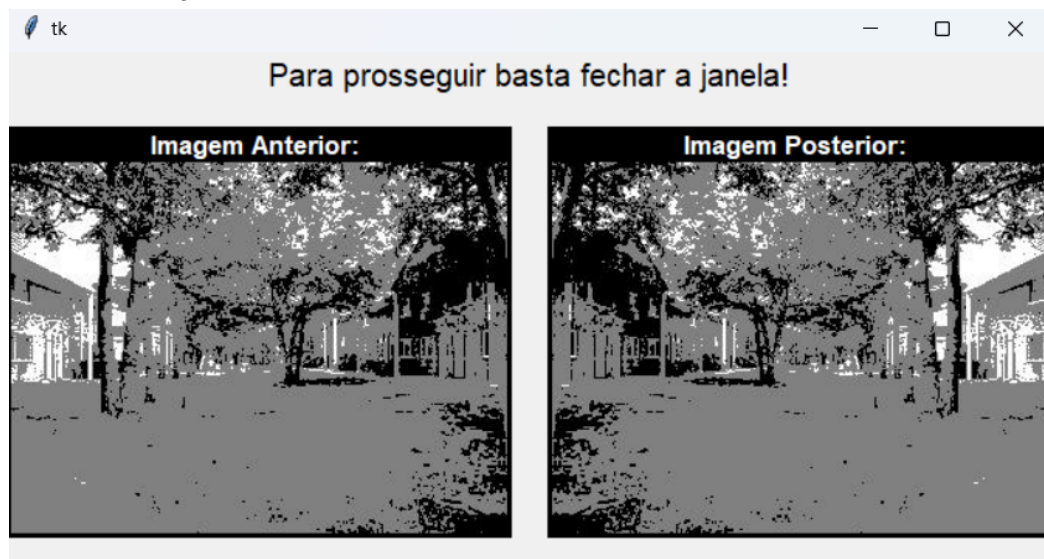 tk
Para prosseguir basta fechar a janela!
Imagem Anterior:
Imagem Posterior: